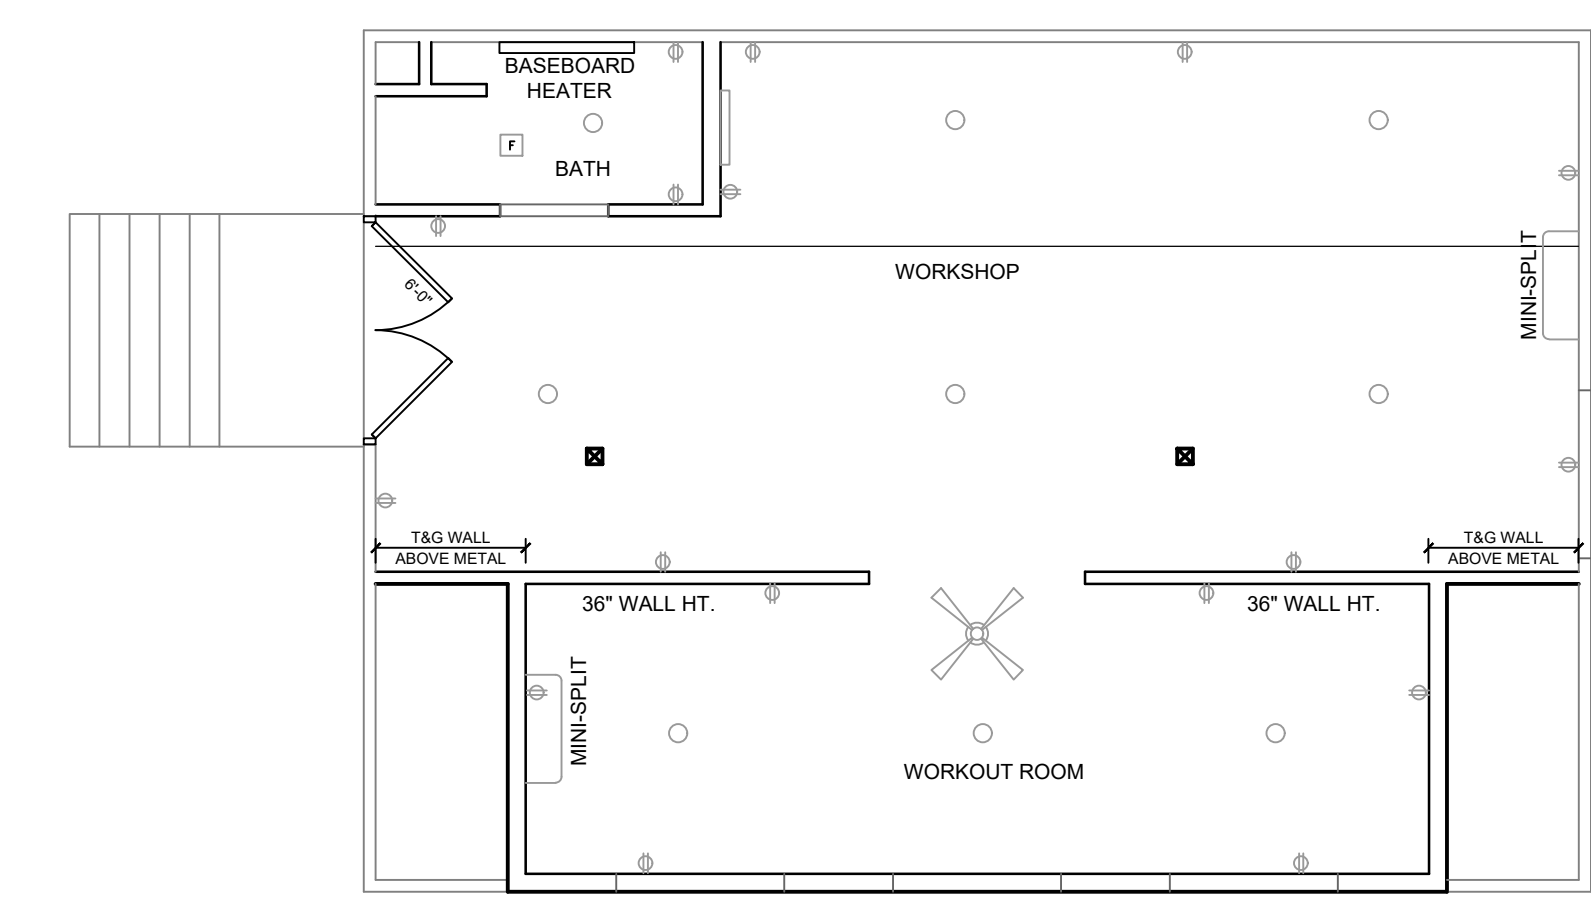 BASEBOARD
HEATER
F
BATH
WORKSHOP
MINI-SPLIT
6'-0"
T&G WALL
ABOVE METAL
T&G WALL
ABOVE METAL
36" WALL HT.
36" WALL HT.
MINI-SPLIT
WORKOUT ROOM